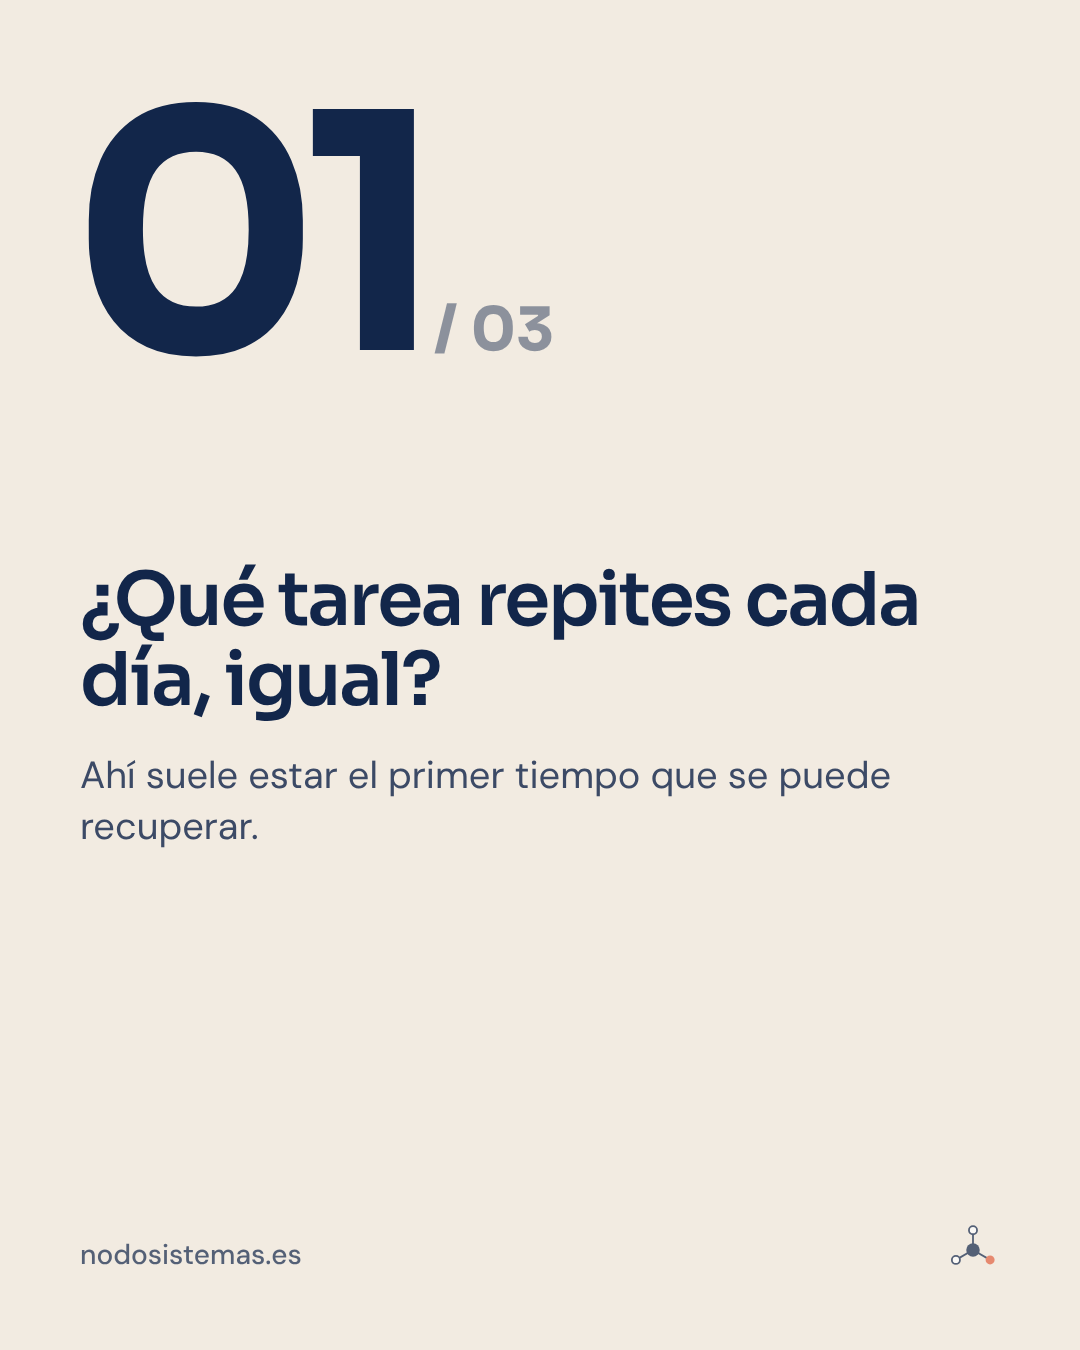 01 / 03
¿Qué tarea repites cada
día, igual?
Ahí suele estar el primer tiempo que se puede
recuperar.
nodosistemas.es